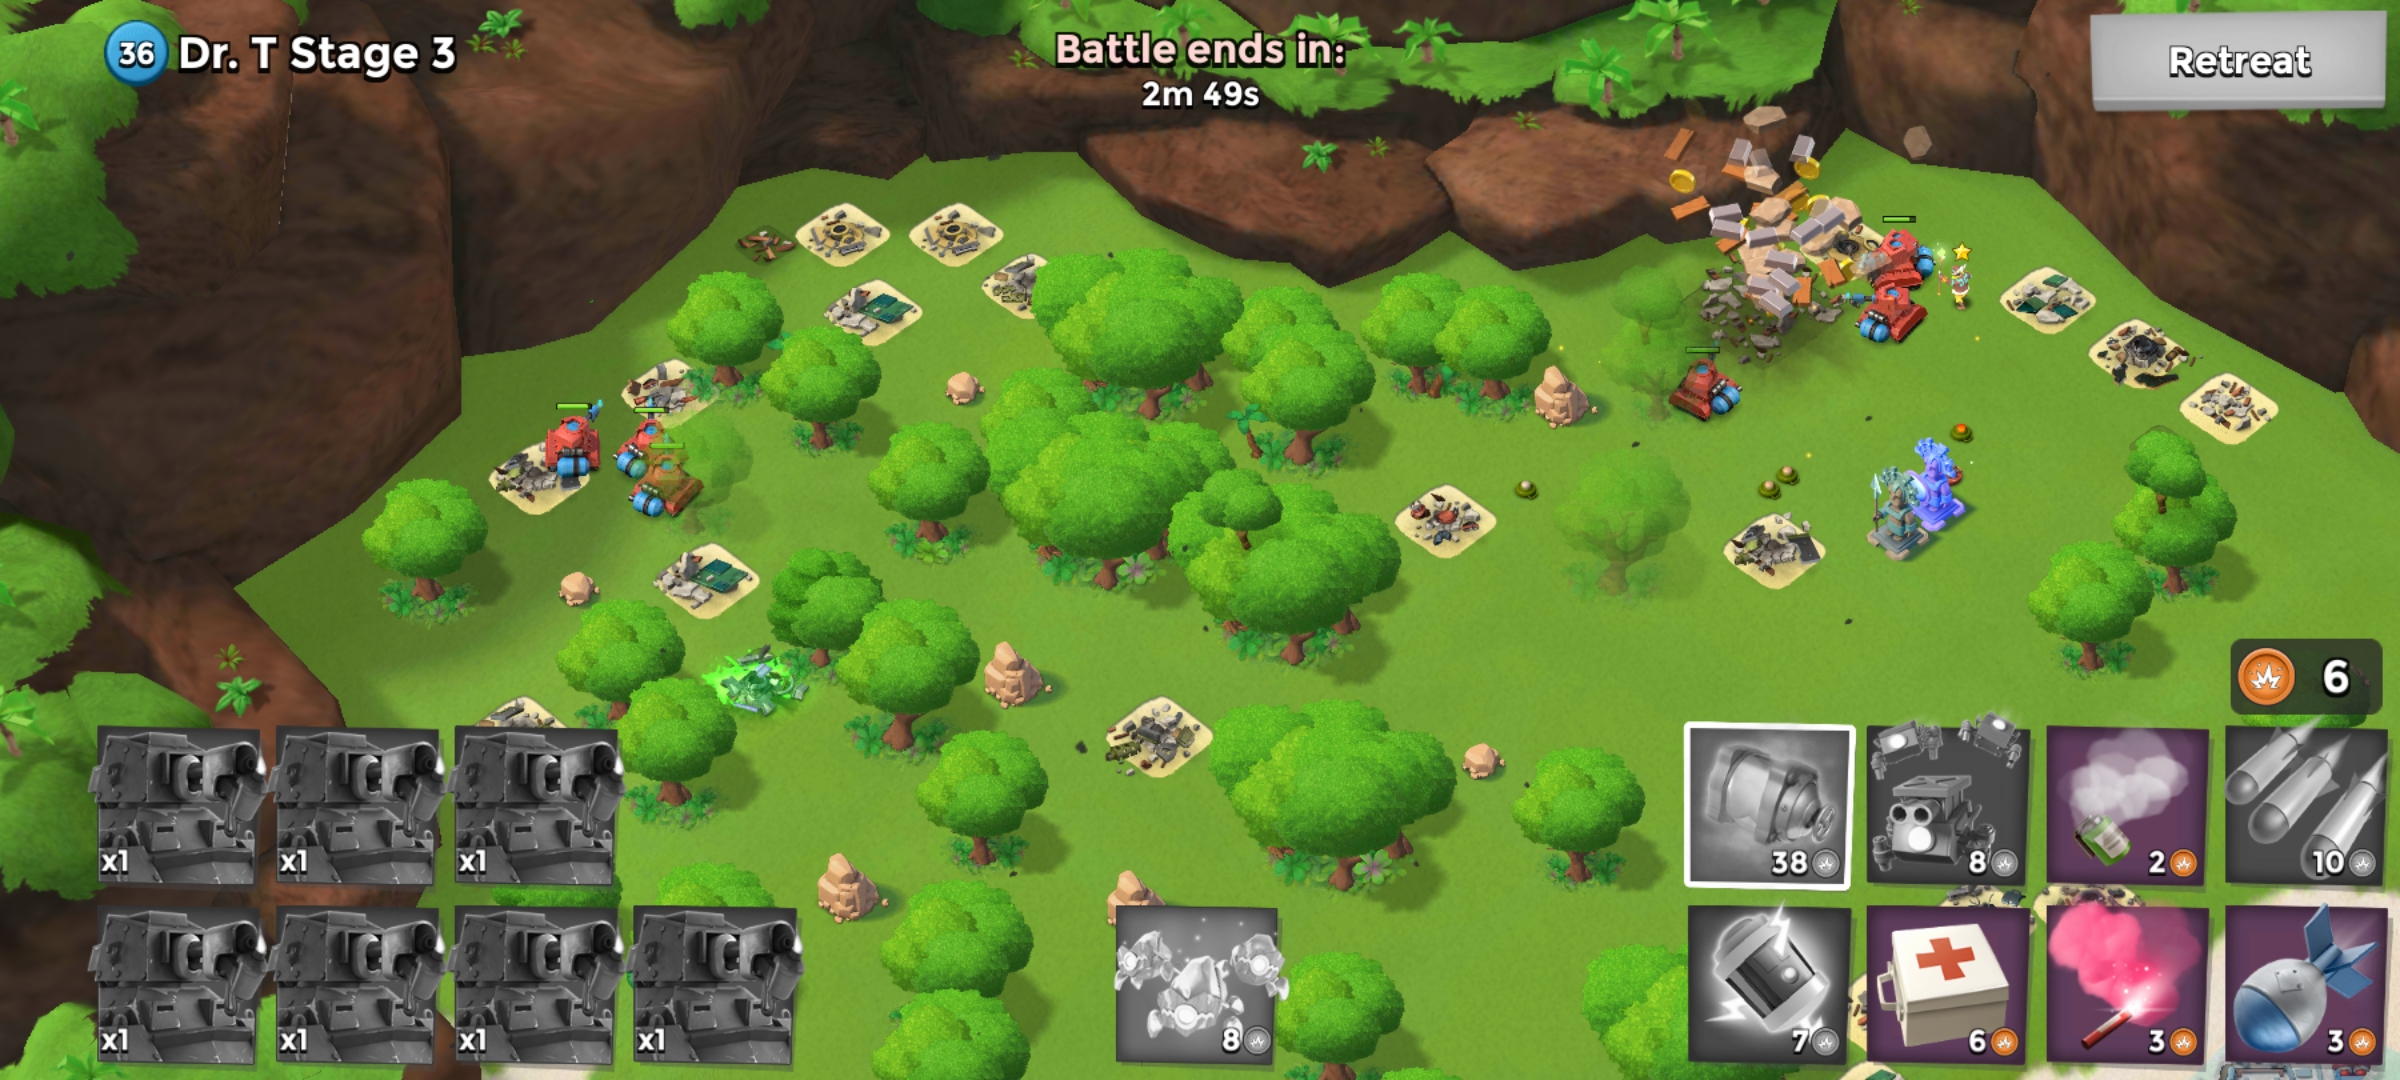 36 Dr. T Stage 3
Battle ends in:
2m 49s
Retreat
6
x1 x1 x1
38 8 2 10
x1 x1 x1 x1
8
7 6 3 3